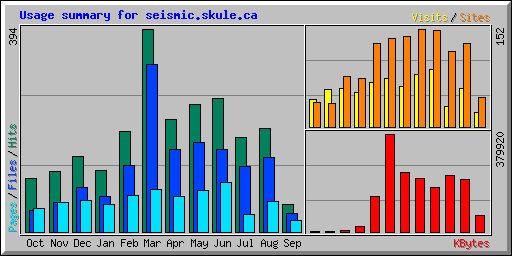 Usage summary for seismic.skule.ca
Visits / Sites
394
152
Pages / Files / Hits
379920
Oct Nov Dec Jan Feb Mar Apr May Jun Jul Aug Sep
KBytes